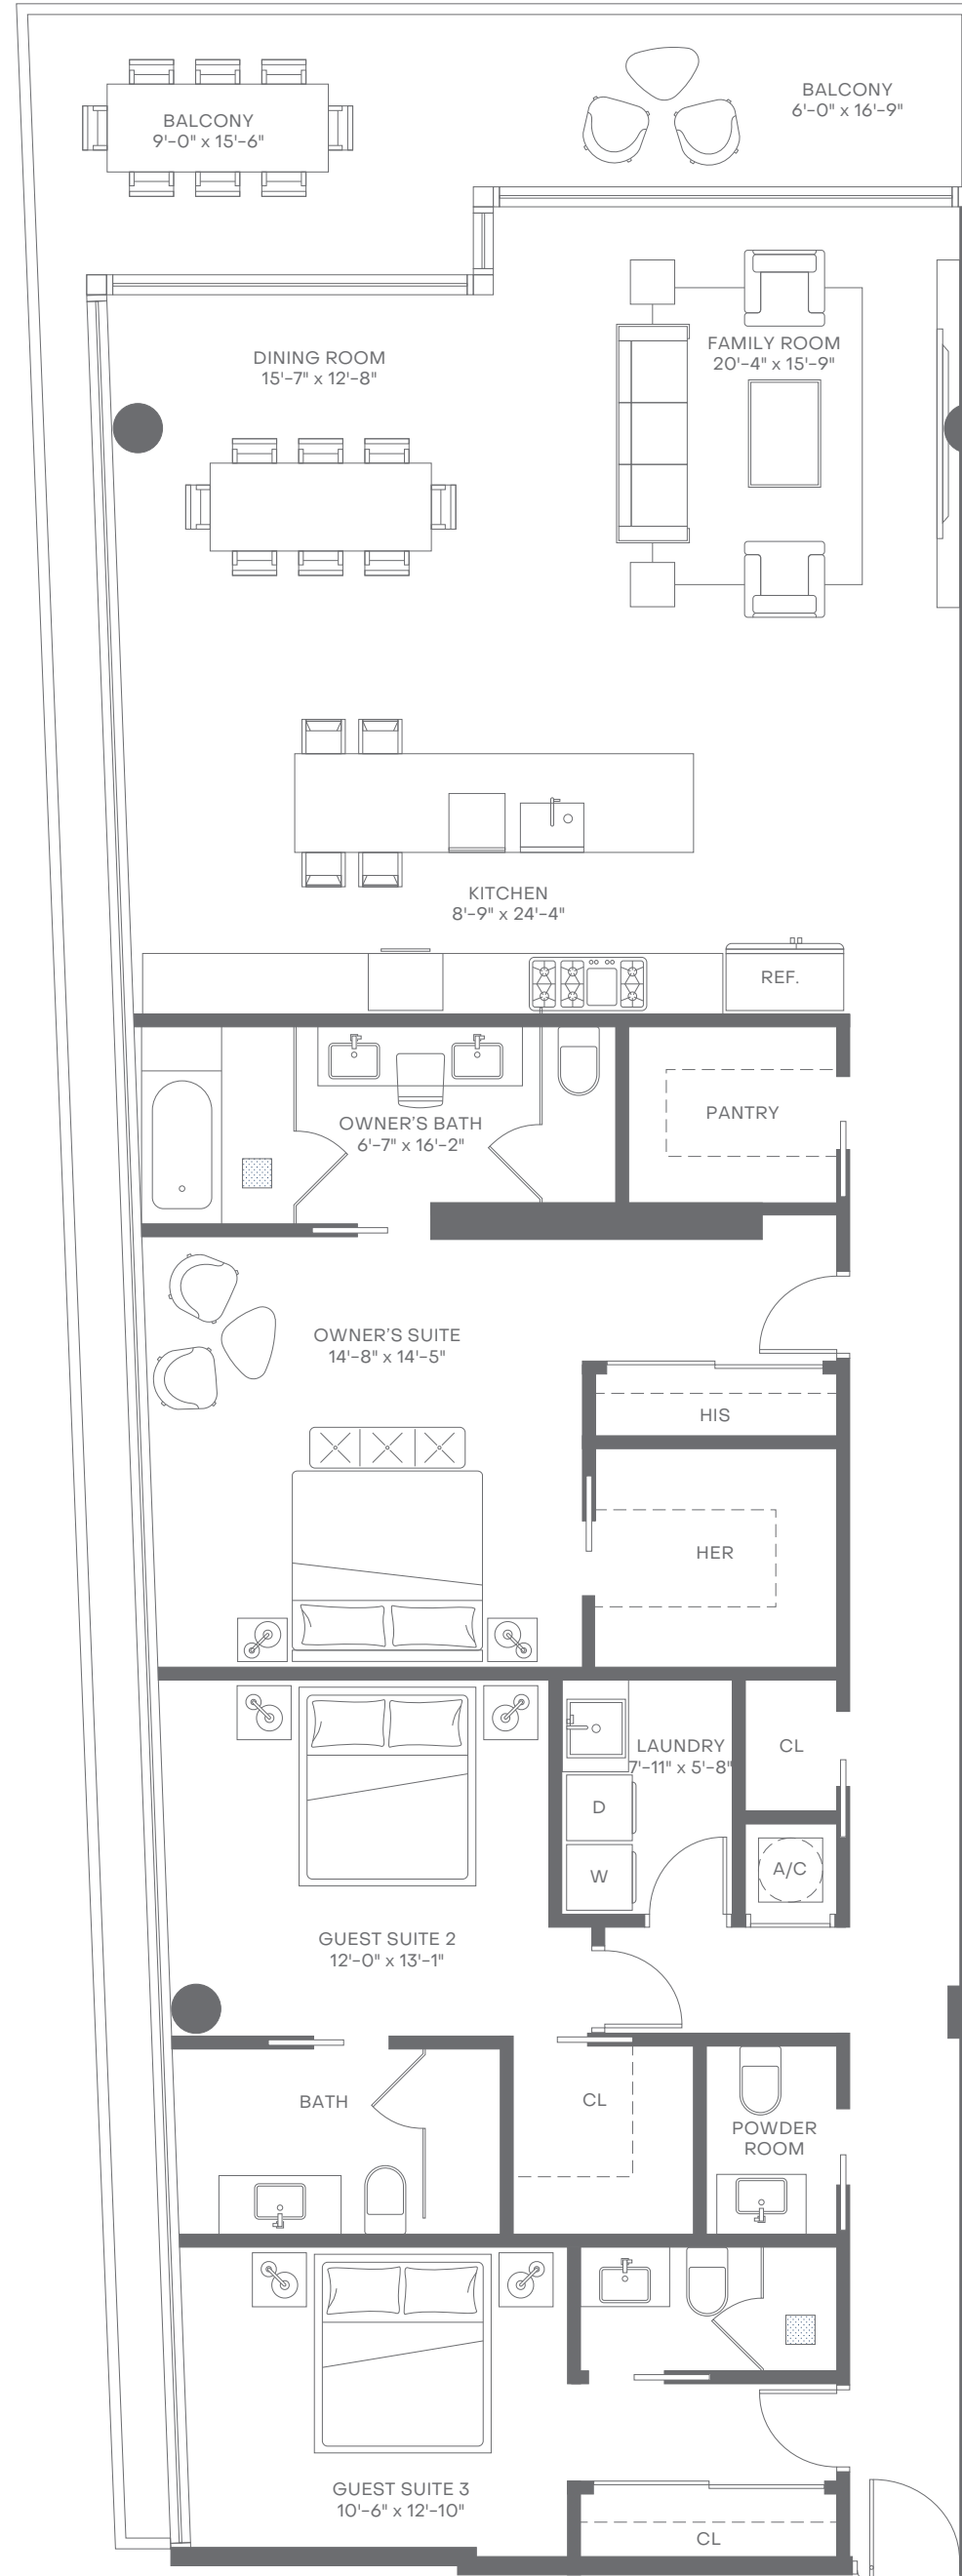 BALCONY
9'-0" x 15'-6"
BALCONY
6'-0" x 16'-9"
DINING ROOM
15'-7" x 12'-8"
FAMILY ROOM
20'-4" x 15'-9"
KITCHEN
8'-9" x 24'-4"
REF.
OWNER'S BATH
6'-7" x 16'-2"
PANTRY
OWNER'S SUITE
14'-8" x 14'-5"
HIS
HER
LAUNDRY
7'-11" x 5'-8"
CL
D
W
A/C
GUEST SUITE 2
12'-0" x 13'-1"
BATH
CL
POWDER
ROOM
GUEST SUITE 3
10'-6" x 12'-10"
CL